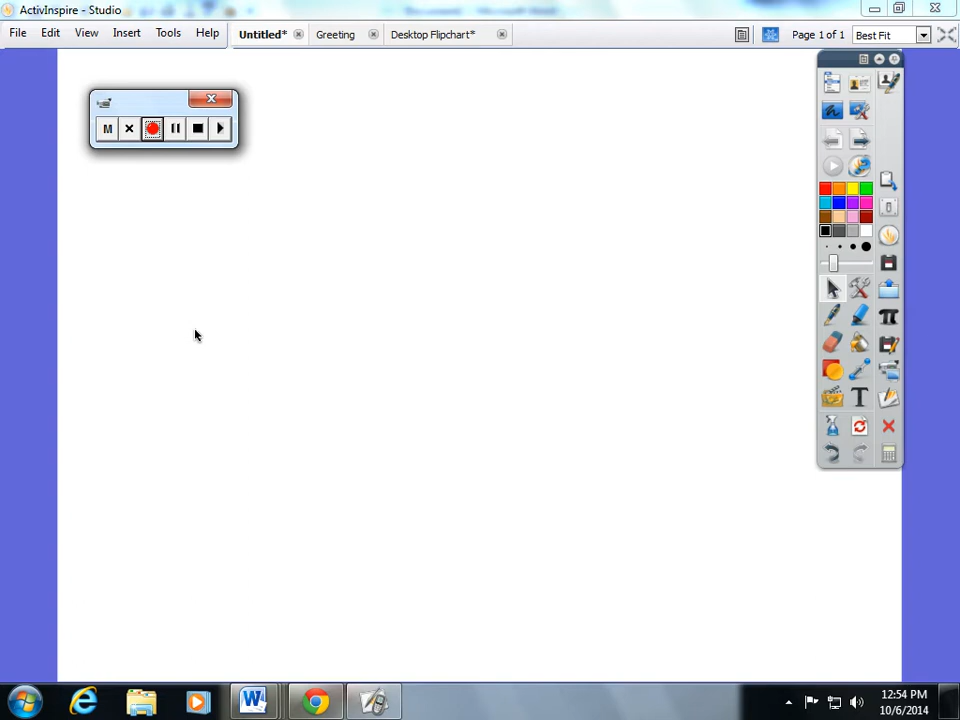 ActivInspire - Studio
File Edit View Insert Tools Help Untitled* Greeting Desktop Flipchart* Page 1 of 1 Best Fit
M
T
W
12:54 PM
10/6/2014